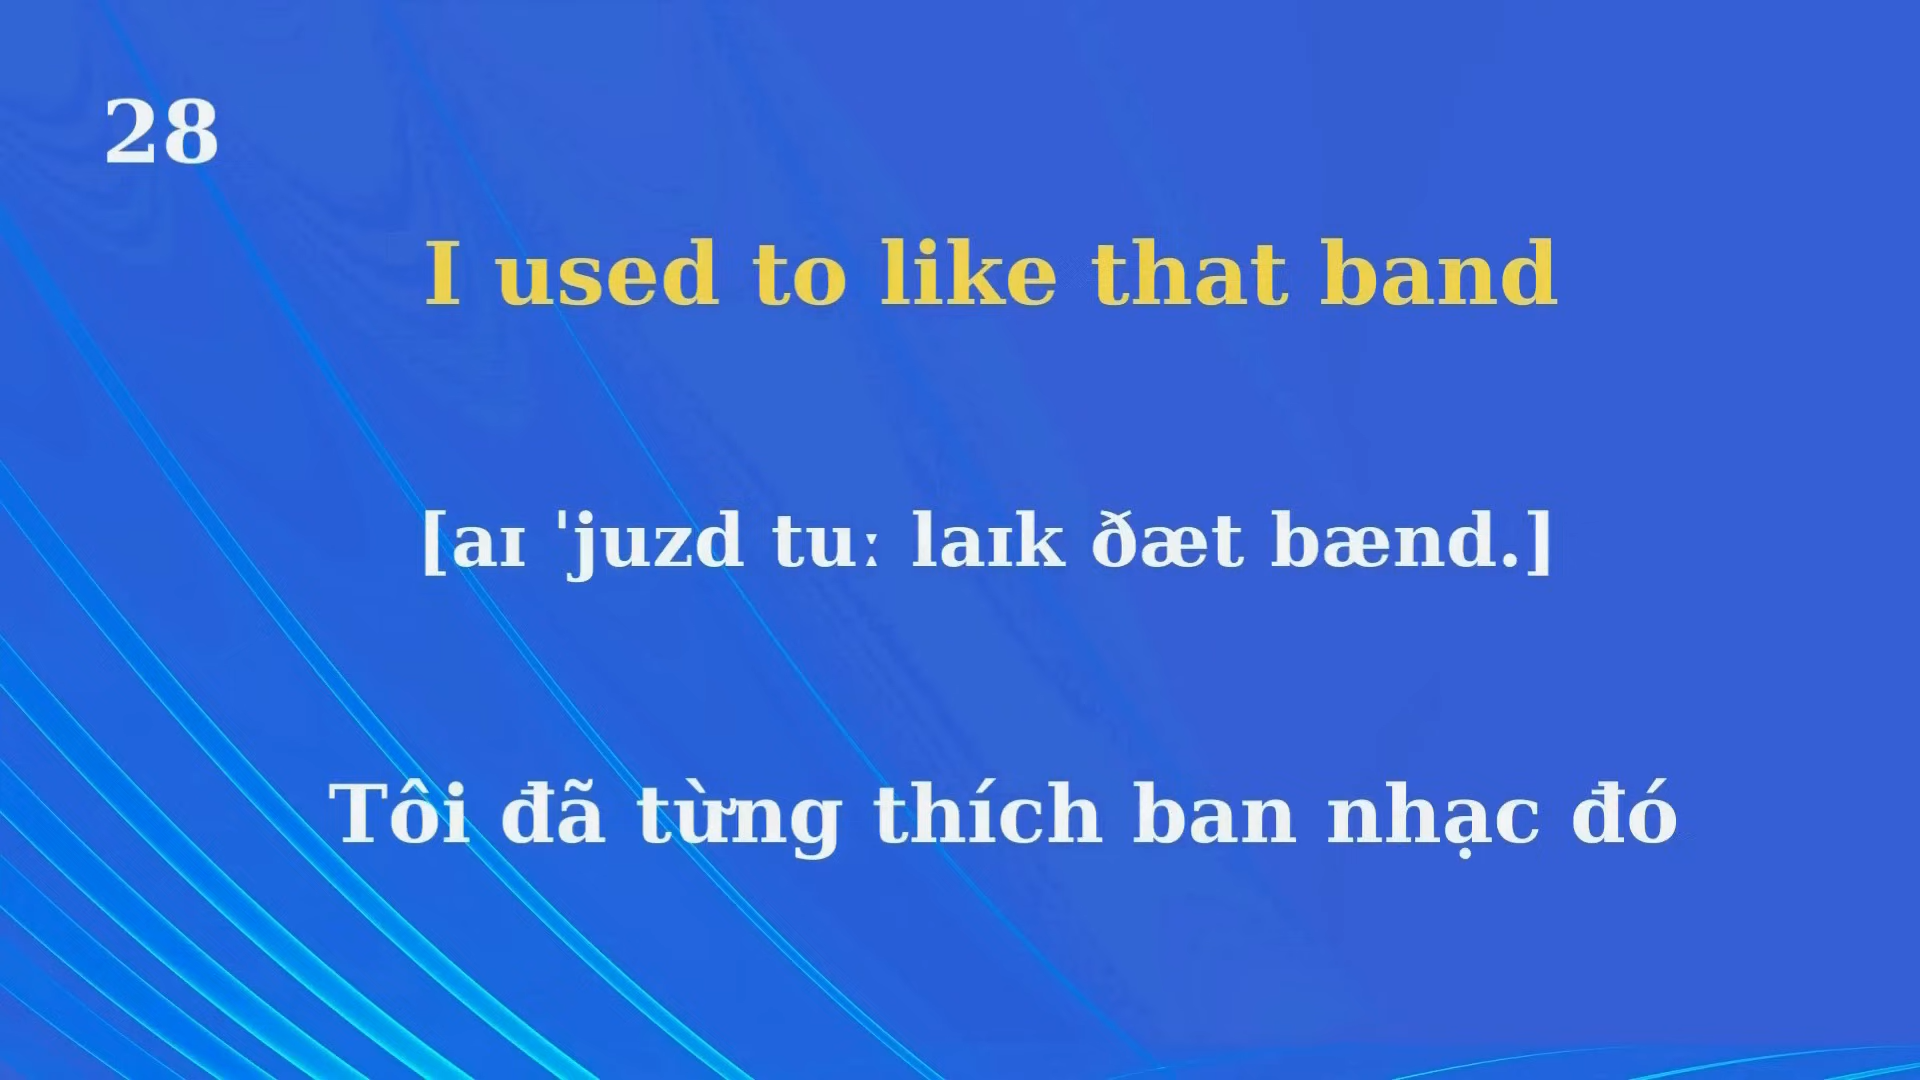 28
I used to like that band
[aɪ ˈjuzd tuː laɪk ðæt bænd.]
Tôi đã từng thích ban nhạc đó